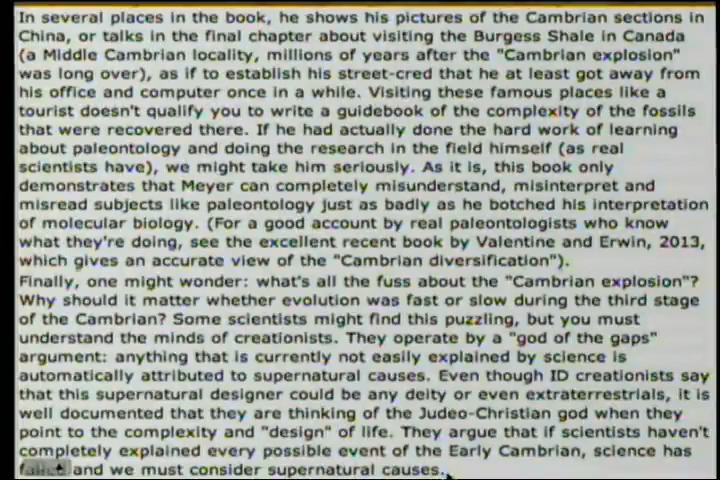 In several places in the book, he shows his pictures of the Cambrian sections in
China, or talks in the final chapter about visiting the Burgess Shale in Canada
(a Middle Cambrian locality, millions of years after the "Cambrian explosion"
was long over), as if to establish his street-cred that he at least got away from
his office and computer once in a while. Visiting these famous places like a
tourist doesn't qualify you to write a guidebook of the complexity of the fossils
that were recovered there. If he had actually done the hard work of learning
about paleontology and doing the research in the field himself (as real
scientists have), we might take him seriously. As it is, this book only
demonstrates that Meyer can completely misunderstand, misinterpret and
misread subjects like paleontology just as badly as he botched his interpretation
of molecular biology. (For a good account by real paleontologists who know
what they're doing, see the excellent recent book by Valentine and Erwin, 2013,
which gives an accurate view of the "Cambrian diversification").
Finally, one might wonder: what's all the fuss about the "Cambrian explosion"?
Why should it matter whether evolution was fast or slow during the third stage
of the Cambrian? Some scientists might find this puzzling, but you must
understand the minds of creationists. They operate by a "god of the gaps"
argument: anything that is currently not easily explained by science is
automatically attributed to supernatural causes. Even though ID creationists say
that this supernatural designer could be any deity or even extraterrestrials, it is
well documented that they are thinking of the Judeo-Christian god when they
point to the complexity and "design" of life. They argue that if scientists haven't
completely explained every possible event of the Early Cambrian, science has
and we must consider supernatural causes.